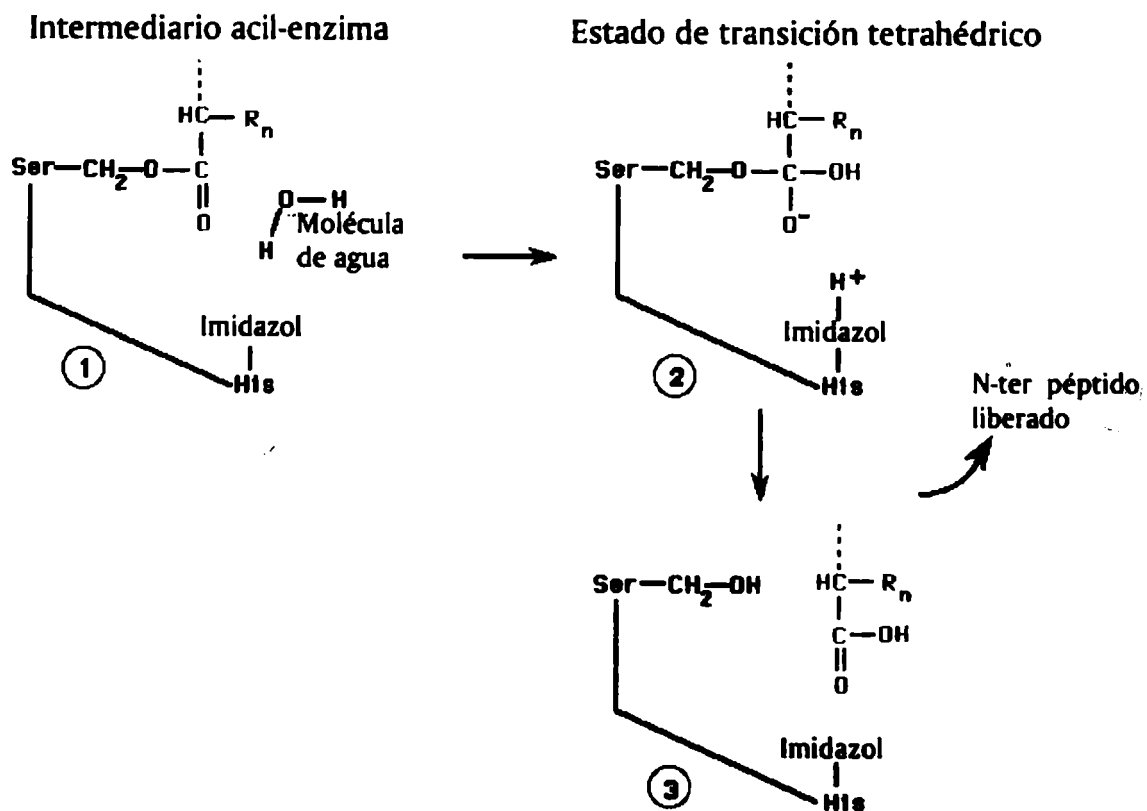 Intermediario acil-enzima
HC—Rn
Ser—CH2—O—C
O
O—H
H
Molécula
de agua
Imidazol
His
1
Estado de transición tetrahédrico
HC—Rn
Ser—CH2—O—C—OH
O-
H+
Imidazol
His
2
N-ter péptido
liberado
Ser—CH2—OH
HC—Rn
C—OH
O
Imidazol
His
3